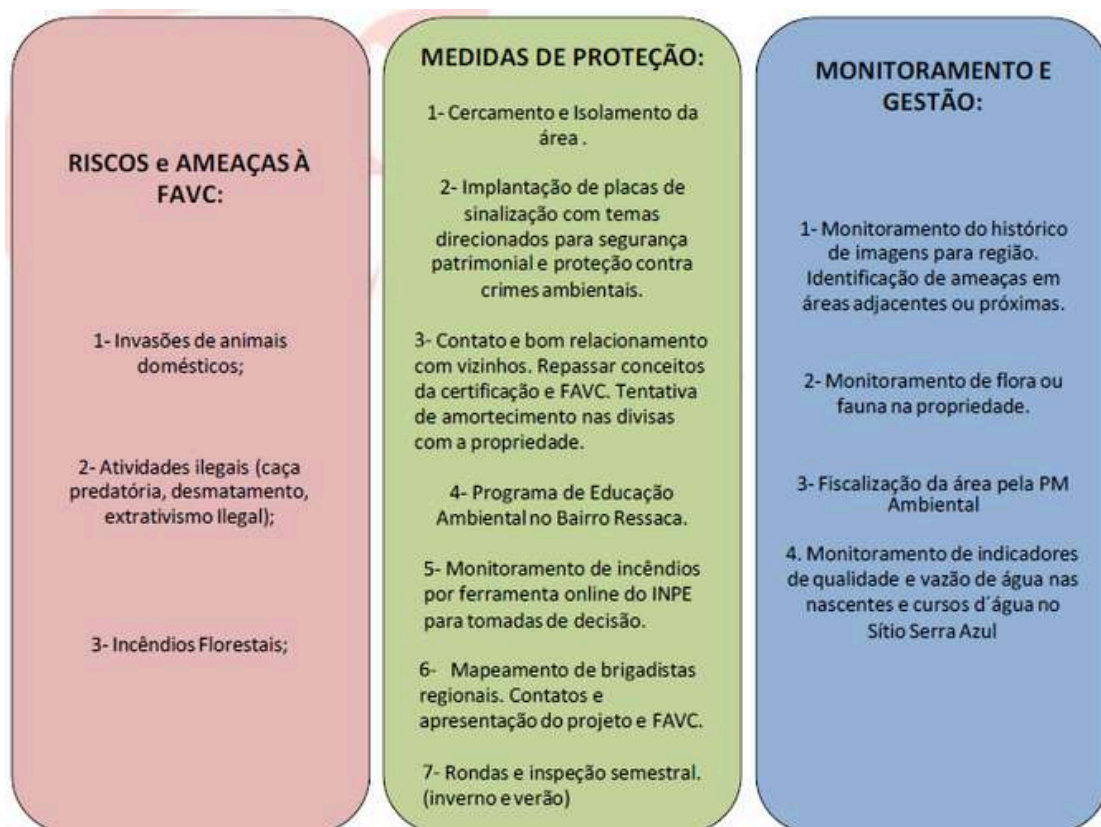 RISCOS e AMEAÇAS À
FAVC:
1- Invasões de animais
domésticos;
2- Atividades ilegais (caça
predatória, desmatamento,
extrativismo Ilegal);
3- Incêndios Florestais;
MEDIDAS DE PROTEÇÃO:
1- Cercamento e Isolamento da
área .
2- Implantação de placas de
sinalização com temas
direcionados para segurança
patrimonial e proteção contra
crimes ambientais.
3- Contato e bom relacionamento
com vizinhos. Repassar conceitos
da certificação e FAVC. Tentativa
de amortecimento nas divisas
com a propriedade.
4- Programa de Educação
Ambiental no Bairro Ressaca.
5- Monitoramento de incêndios
por ferramenta online do INPE
para tomadas de decisão.
6- Mapeamento de brigadistas
regionais. Contatos e
apresentação do projeto e FAVC.
7- Rondas e inspeção semestral.
(inverno e verão)
MONITORAMENTO E
GESTÃO:
1- Monitoramento do histórico
de imagens para região.
Identificação de ameaças em
áreas adjacentes ou próximas.
2- Monitoramento de flora ou
fauna na propriedade.
3- Fiscalização da área pela PM
Ambiental
4. Monitoramento de indicadores
de qualidade e vazão de água nas
nascentes e cursos d´água no
Sítio Serra Azul